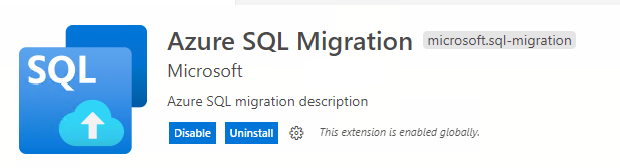 SQL
Azure SQL Migration microsoft.sql-migration
Microsoft
Azure SQL migration description
Disable Uninstall This extension is enabled globally.